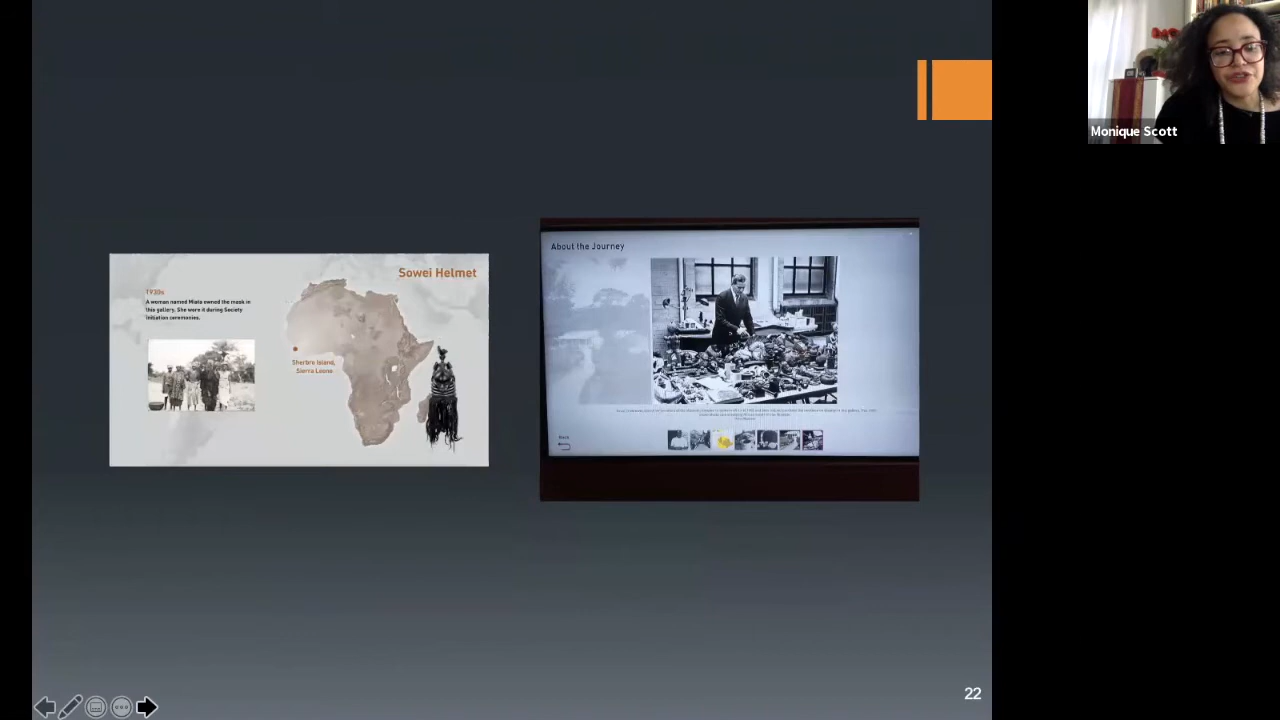 Sowei Helmet
1930s
A woman named Miata owned the mask in
this gallery. She wore it during Society
initiation ceremonies.
Sherbro Island,
Sierra Leone
About the Journey
Back
22
Monique Scott